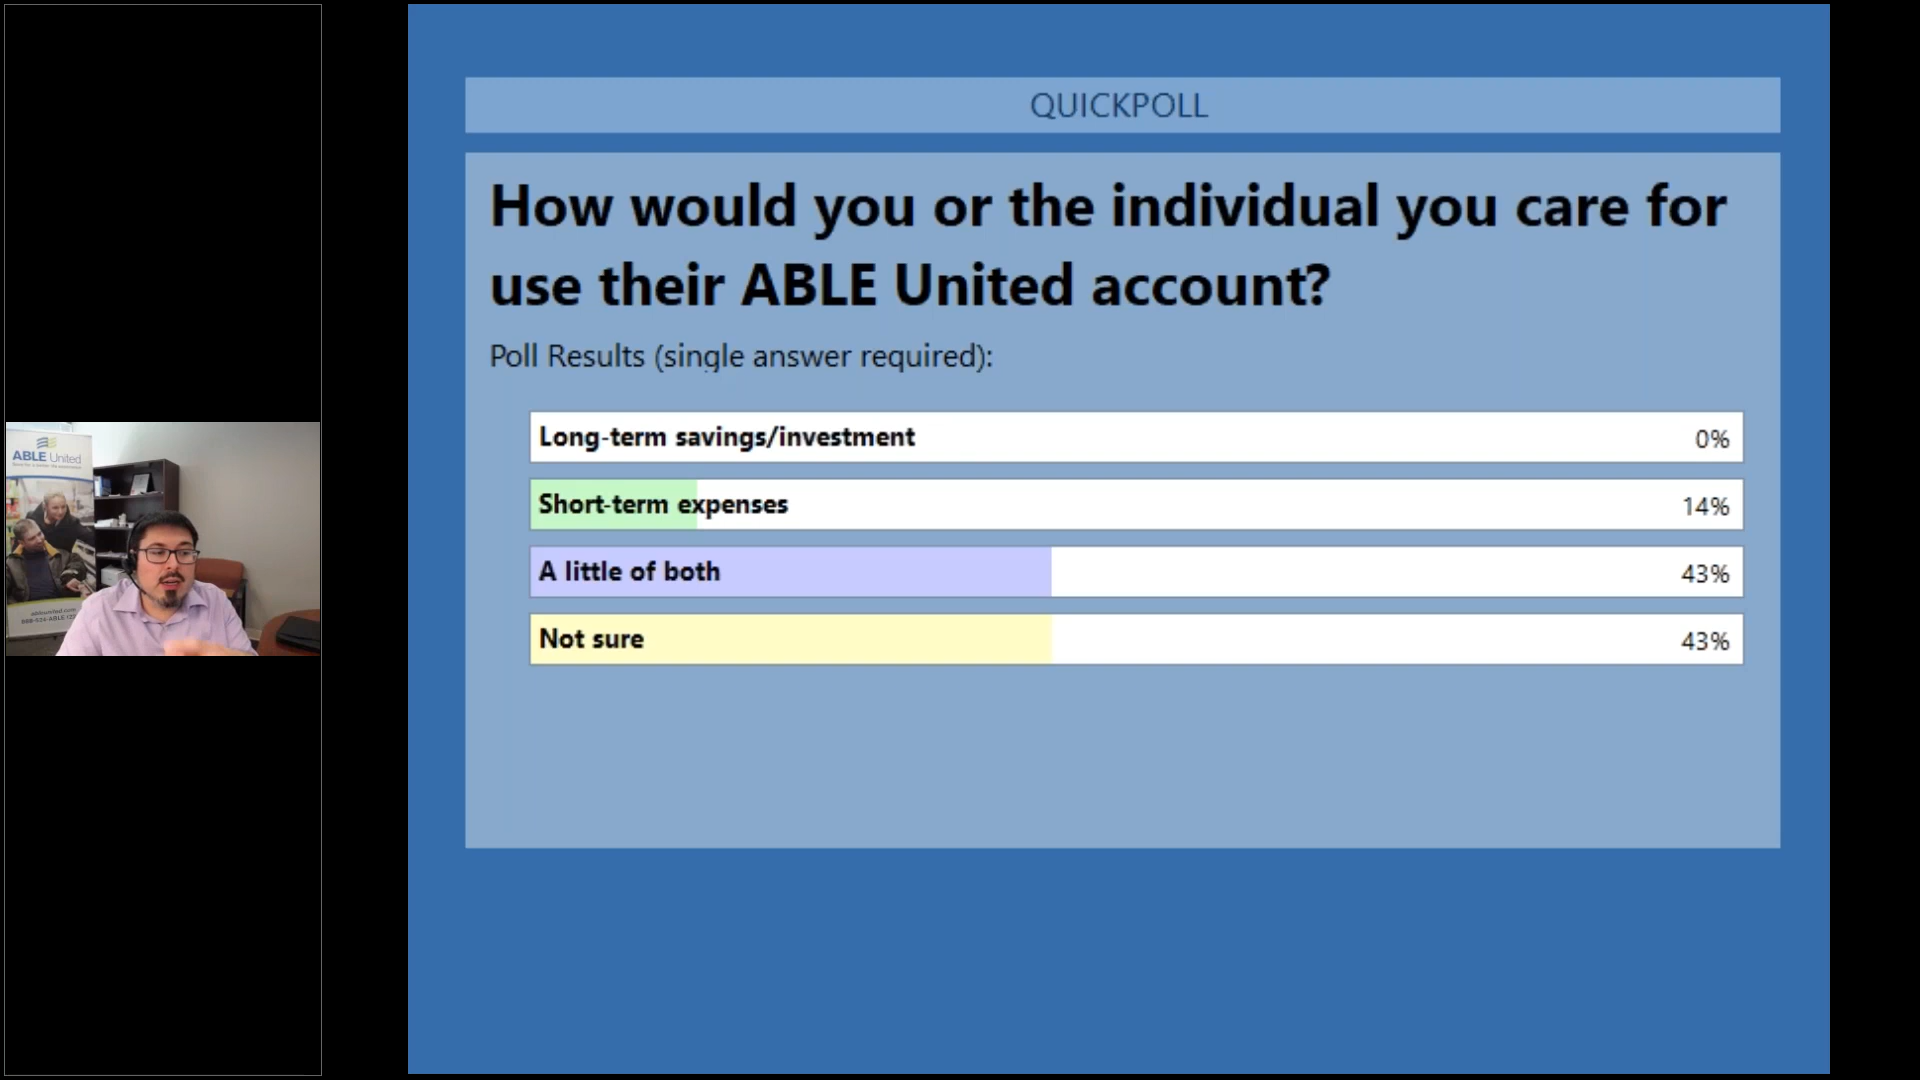 QUICKPOLL
How would you or the individual you care for
use their ABLE United account?
Poll Results (single answer required):
Long-term savings/investment 0%
Short-term expenses 14%
A little of both 43%
Not sure 43%
ABLE United